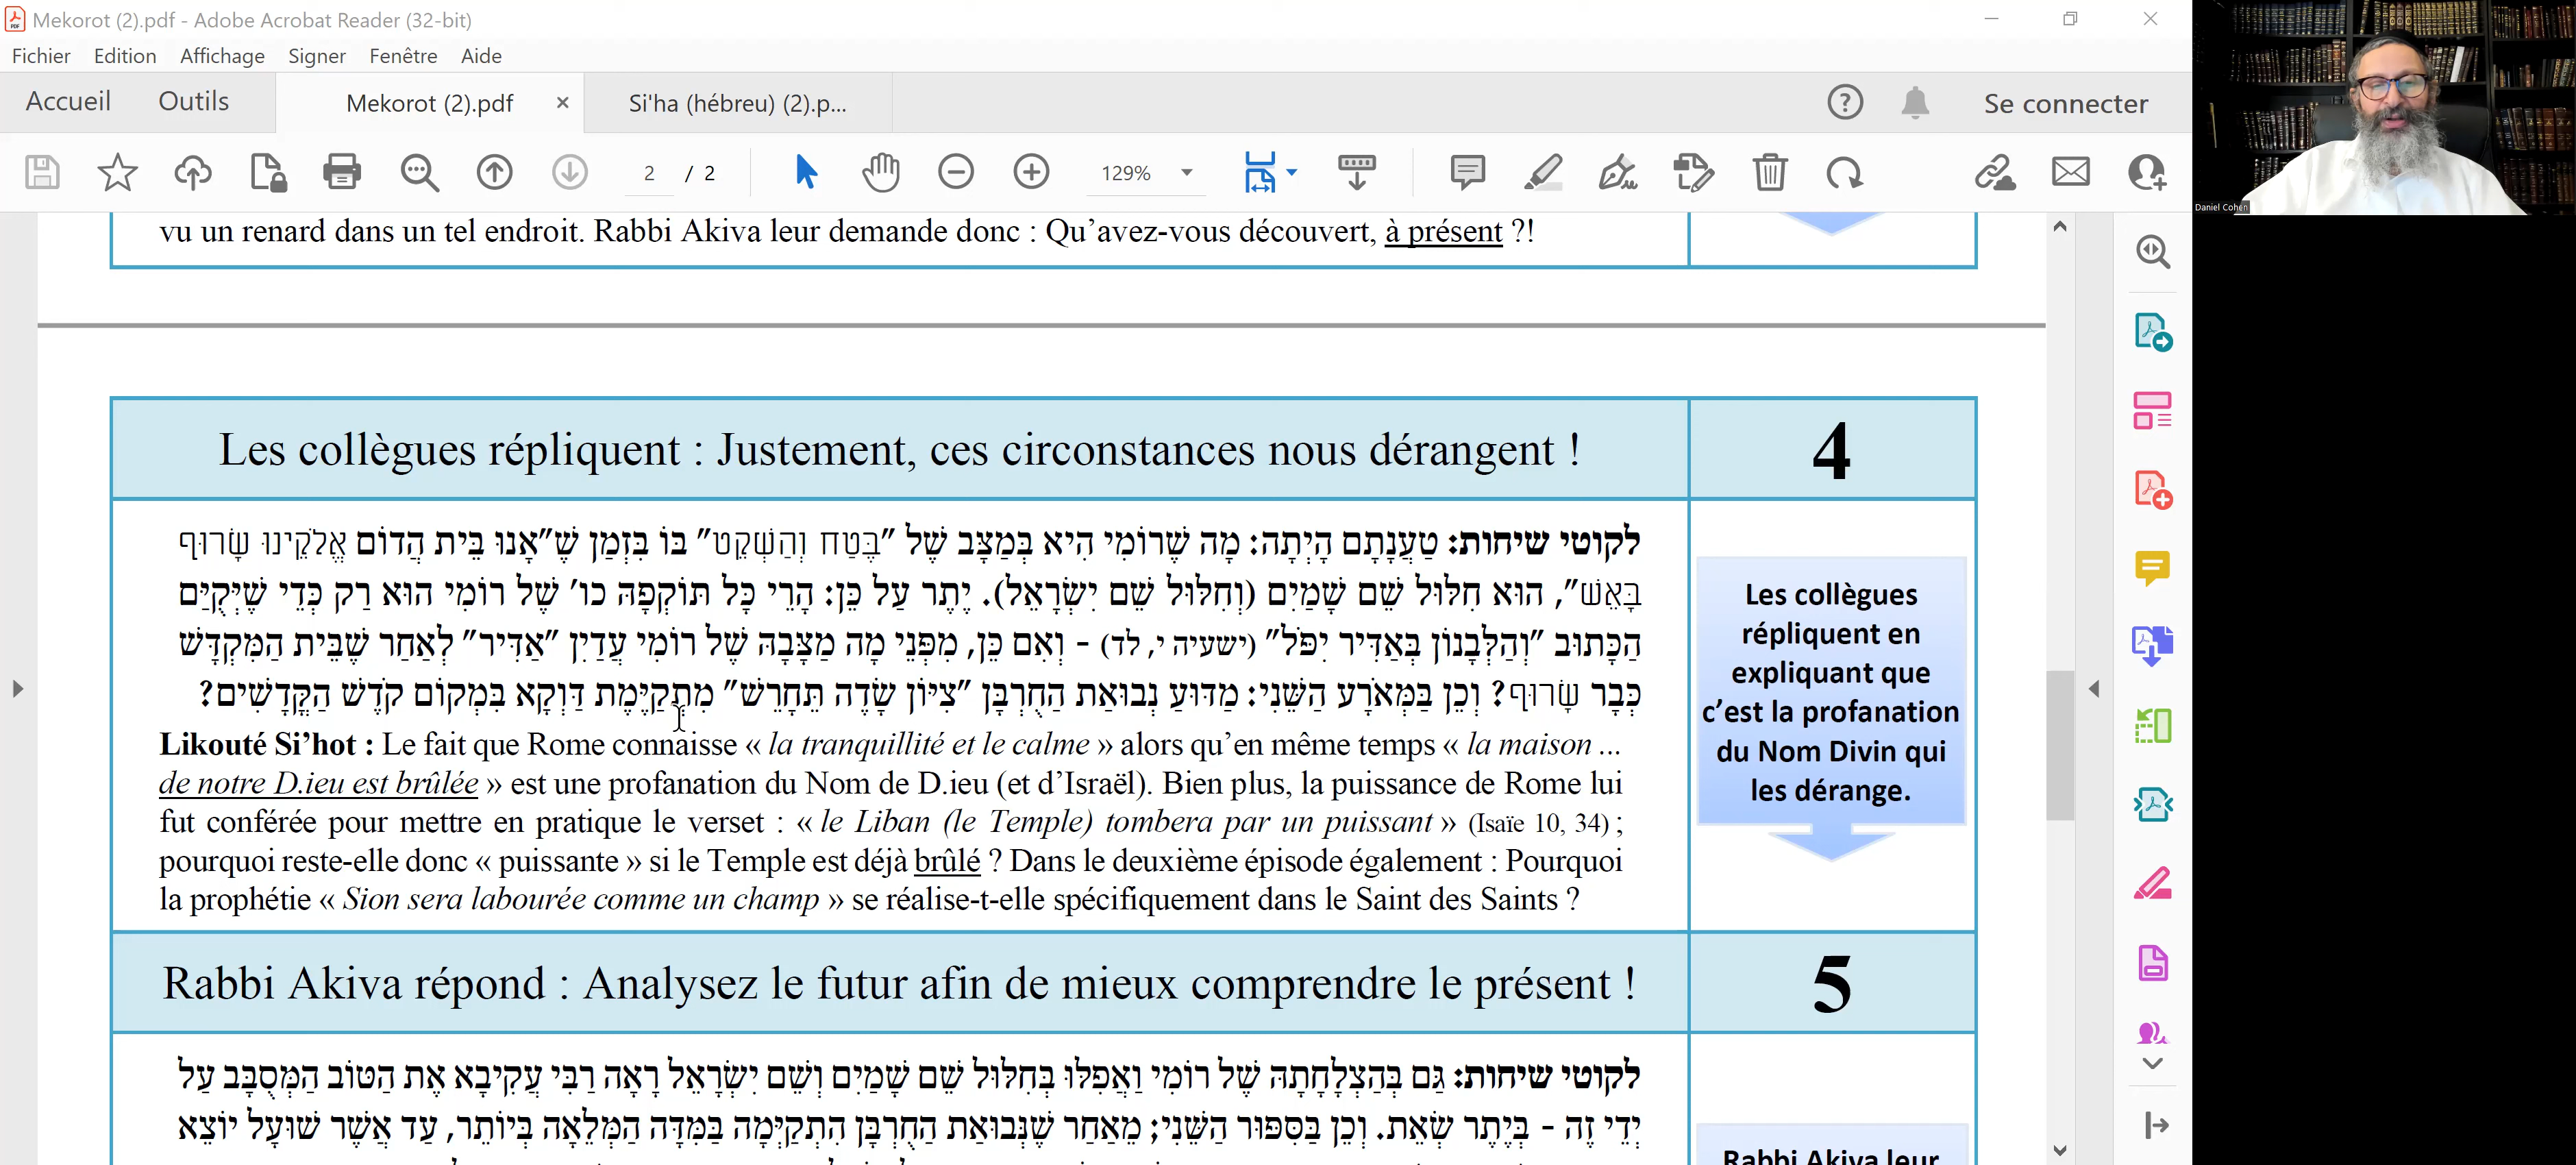 Mekorot (2).pdf - Adobe Acrobat Reader (32-bit)
Fichier Edition Affichage Signer Fenêtre Aide
Accueil Outils Mekorot (2).pdf Si'ha (hébreu) (2).p... Se connecter
2 / 2 129%
Daniel Cohen
vu un renard dans un tel endroit. Rabbi Akiva leur demande donc : Qu'avez-vous découvert, à présent ?!
Les collègues répliquent : Justement, ces circonstances nous dérangent !
4
לקוטי שיחות: טַעֲנָתָם הָיְתָה: מָה שֶׁרוֹמִי הִיא בְּמַצָּב שֶׁל "בֶּטַח וְהַשְׁקֵט" בּוֹ בִּזְמַן שֶׁ"אָנוּ בֵּית הֲדוֹם אֱלֹקֵינוּ שָׂרוּף
בָּאֵשׁ", הוּא חִלּוּל שֵׁם שָׁמַיִם (וְחִלּוּל שֵׁם יִשְׂרָאֵל). יֶתֶר עַל כֵּן: הֲרֵי כָּל תּוֹקְפָהּ כו' שֶׁל רוֹמִי הוּא רַק כְּדֵי שֶׁיְּקֻיַּם
הַכָּתוּב "וְהַלְּבָנוֹן בְּאַדִּיר יִפֹּל" (ישעיה י, לד) - וְאִם כֵּן, מִפְּנֵי מָה מַצָּבָהּ שֶׁל רוֹמִי עֲדַיִן "אַדִּיר" לְאַחַר שֶׁבֵּית הַמִּקְדָּשׁ
כְּבָר שָׂרוּף? וְכֵן בַּמְּאֹרָע הַשֵּׁנִי: מַדּוּעַ נְבוּאַת הַחֻרְבָּן "צִיּוֹן שָׂדֶה תֵּחָרֵשׁ" מִתְקַיֶּמֶת דַּוְקָא בִּמְקוֹם קֹדֶשׁ הַקֳּדָשִׁים?
Likouté Si'hot : Le fait que Rome connaisse « la tranquillité et le calme » alors qu'en même temps « la maison ...
de notre D.ieu est brûlée » est une profanation du Nom de D.ieu (et d'Israël). Bien plus, la puissance de Rome lui
fut conférée pour mettre en pratique le verset : « le Liban (le Temple) tombera par un puissant » (Isaïe 10, 34) ;
pourquoi reste-elle donc « puissante » si le Temple est déjà brûlé ? Dans le deuxième épisode également : Pourquoi
la prophétie « Sion sera labourée comme un champ » se réalise-t-elle spécifiquement dans le Saint des Saints ?
Les collègues
répliquent en
expliquant que
c'est la profanation
du Nom Divin qui
les dérange.
Rabbi Akiva répond : Analysez le futur afin de mieux comprendre le présent !
5
לקוטי שיחות: גַּם בְּהַצְלָחָתָהּ שֶׁל רוֹמִי וַאֲפִלּוּ בְּחִלּוּל שֵׁם שָׁמַיִם וְשֵׁם יִשְׂרָאֵל רָאָה רַבִּי עֲקִיבָא אֶת הַטּוֹב הַמְּסֻבָּב עַל
יְדֵי זֶה - בְּיֶתֶר שְׂאֵת. וְכֵן בַּסִּפּוּר הַשֵּׁנִי; מֵאַחַר שֶׁנְּבוּאַת הַחֻרְבָּן הִתְקַיְּמָה בַּמִּדָּה הַמְּלֵאָה בְּיוֹתֵר, עַד אֲשֶׁר שׁוּעָל יוֹצֵא
Rabbi Akiva leur